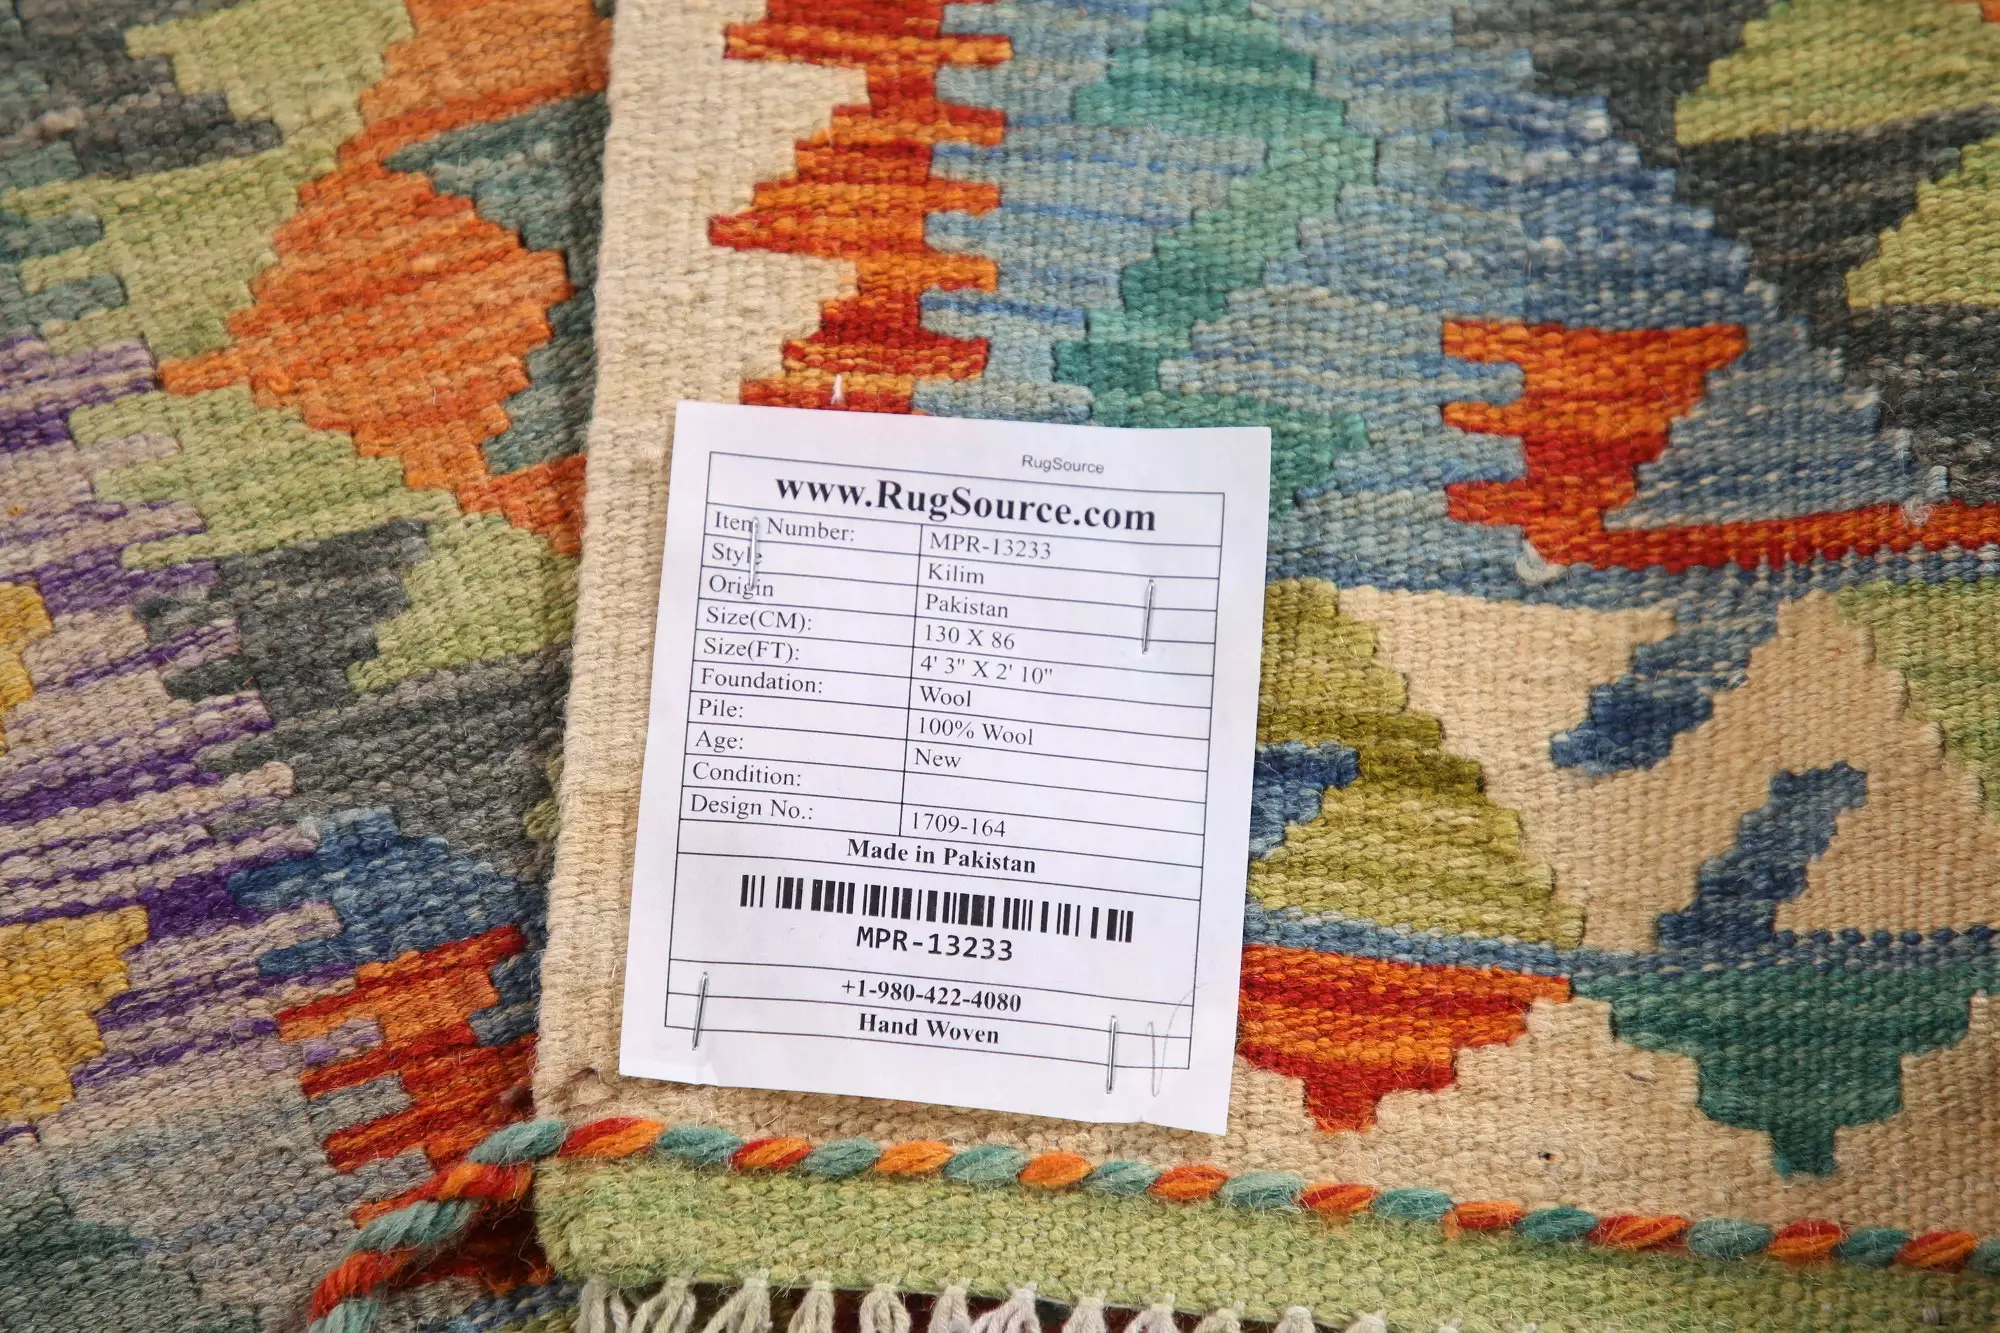 RugSource
www.RugSource.com
Item Number: MPR-13233
Style Kilim
Origin Pakistan
Size(CM): 130 X 86
Size(FT): 4' 3" X 2' 10"
Foundation: Wool
Pile: 100% Wool
Age: New
Condition:
Design No.: 1709-164
Made in Pakistan
MPR-13233
+1-980-422-4080
Hand Woven